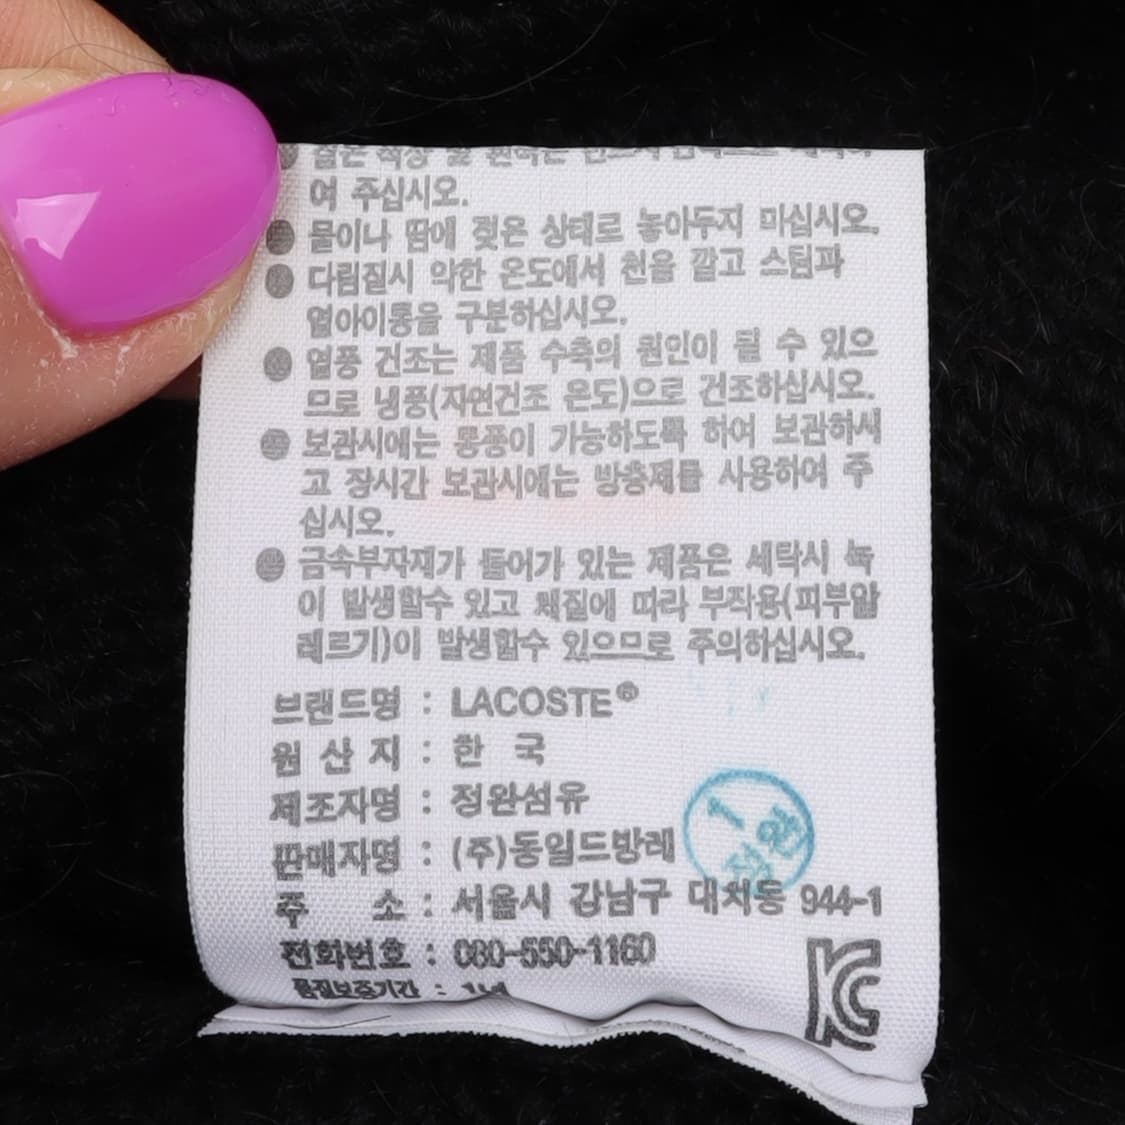 여 주십시오.
● 물이나 땀에 젖은 상태로 놓아두지 마십시오.
● 다림질시 약한 온도에서 천을 깔고 스팀과
열아이롱을 구분하십시오.
● 열풍 건조는 제품 수축의 원인이 될 수 있으
므로 냉풍(자연건조 온도)으로 건조하십시오.
● 보관시에는 통풍이 가능하도록 하여 보관하시
고 장시간 보관시에는 방충제를 사용하여 주
십시오.
● 금속부자재가 들어가 있는 제품은 세탁시 녹
이 발생할수 있고 체질에 따라 부작용(피부알
레르기)이 발생할수 있으므로 주의하십시오.
브랜드명 : LACOSTE®
원 산 지 : 한 국
제조자명 : 정완섬유
판매자명 : (주)동일드방레
1
정완
주 소 : 서울시 강남구 대치동 944-1
전화번호 : 080-550-1160
품질보증기간 : 1년
KC